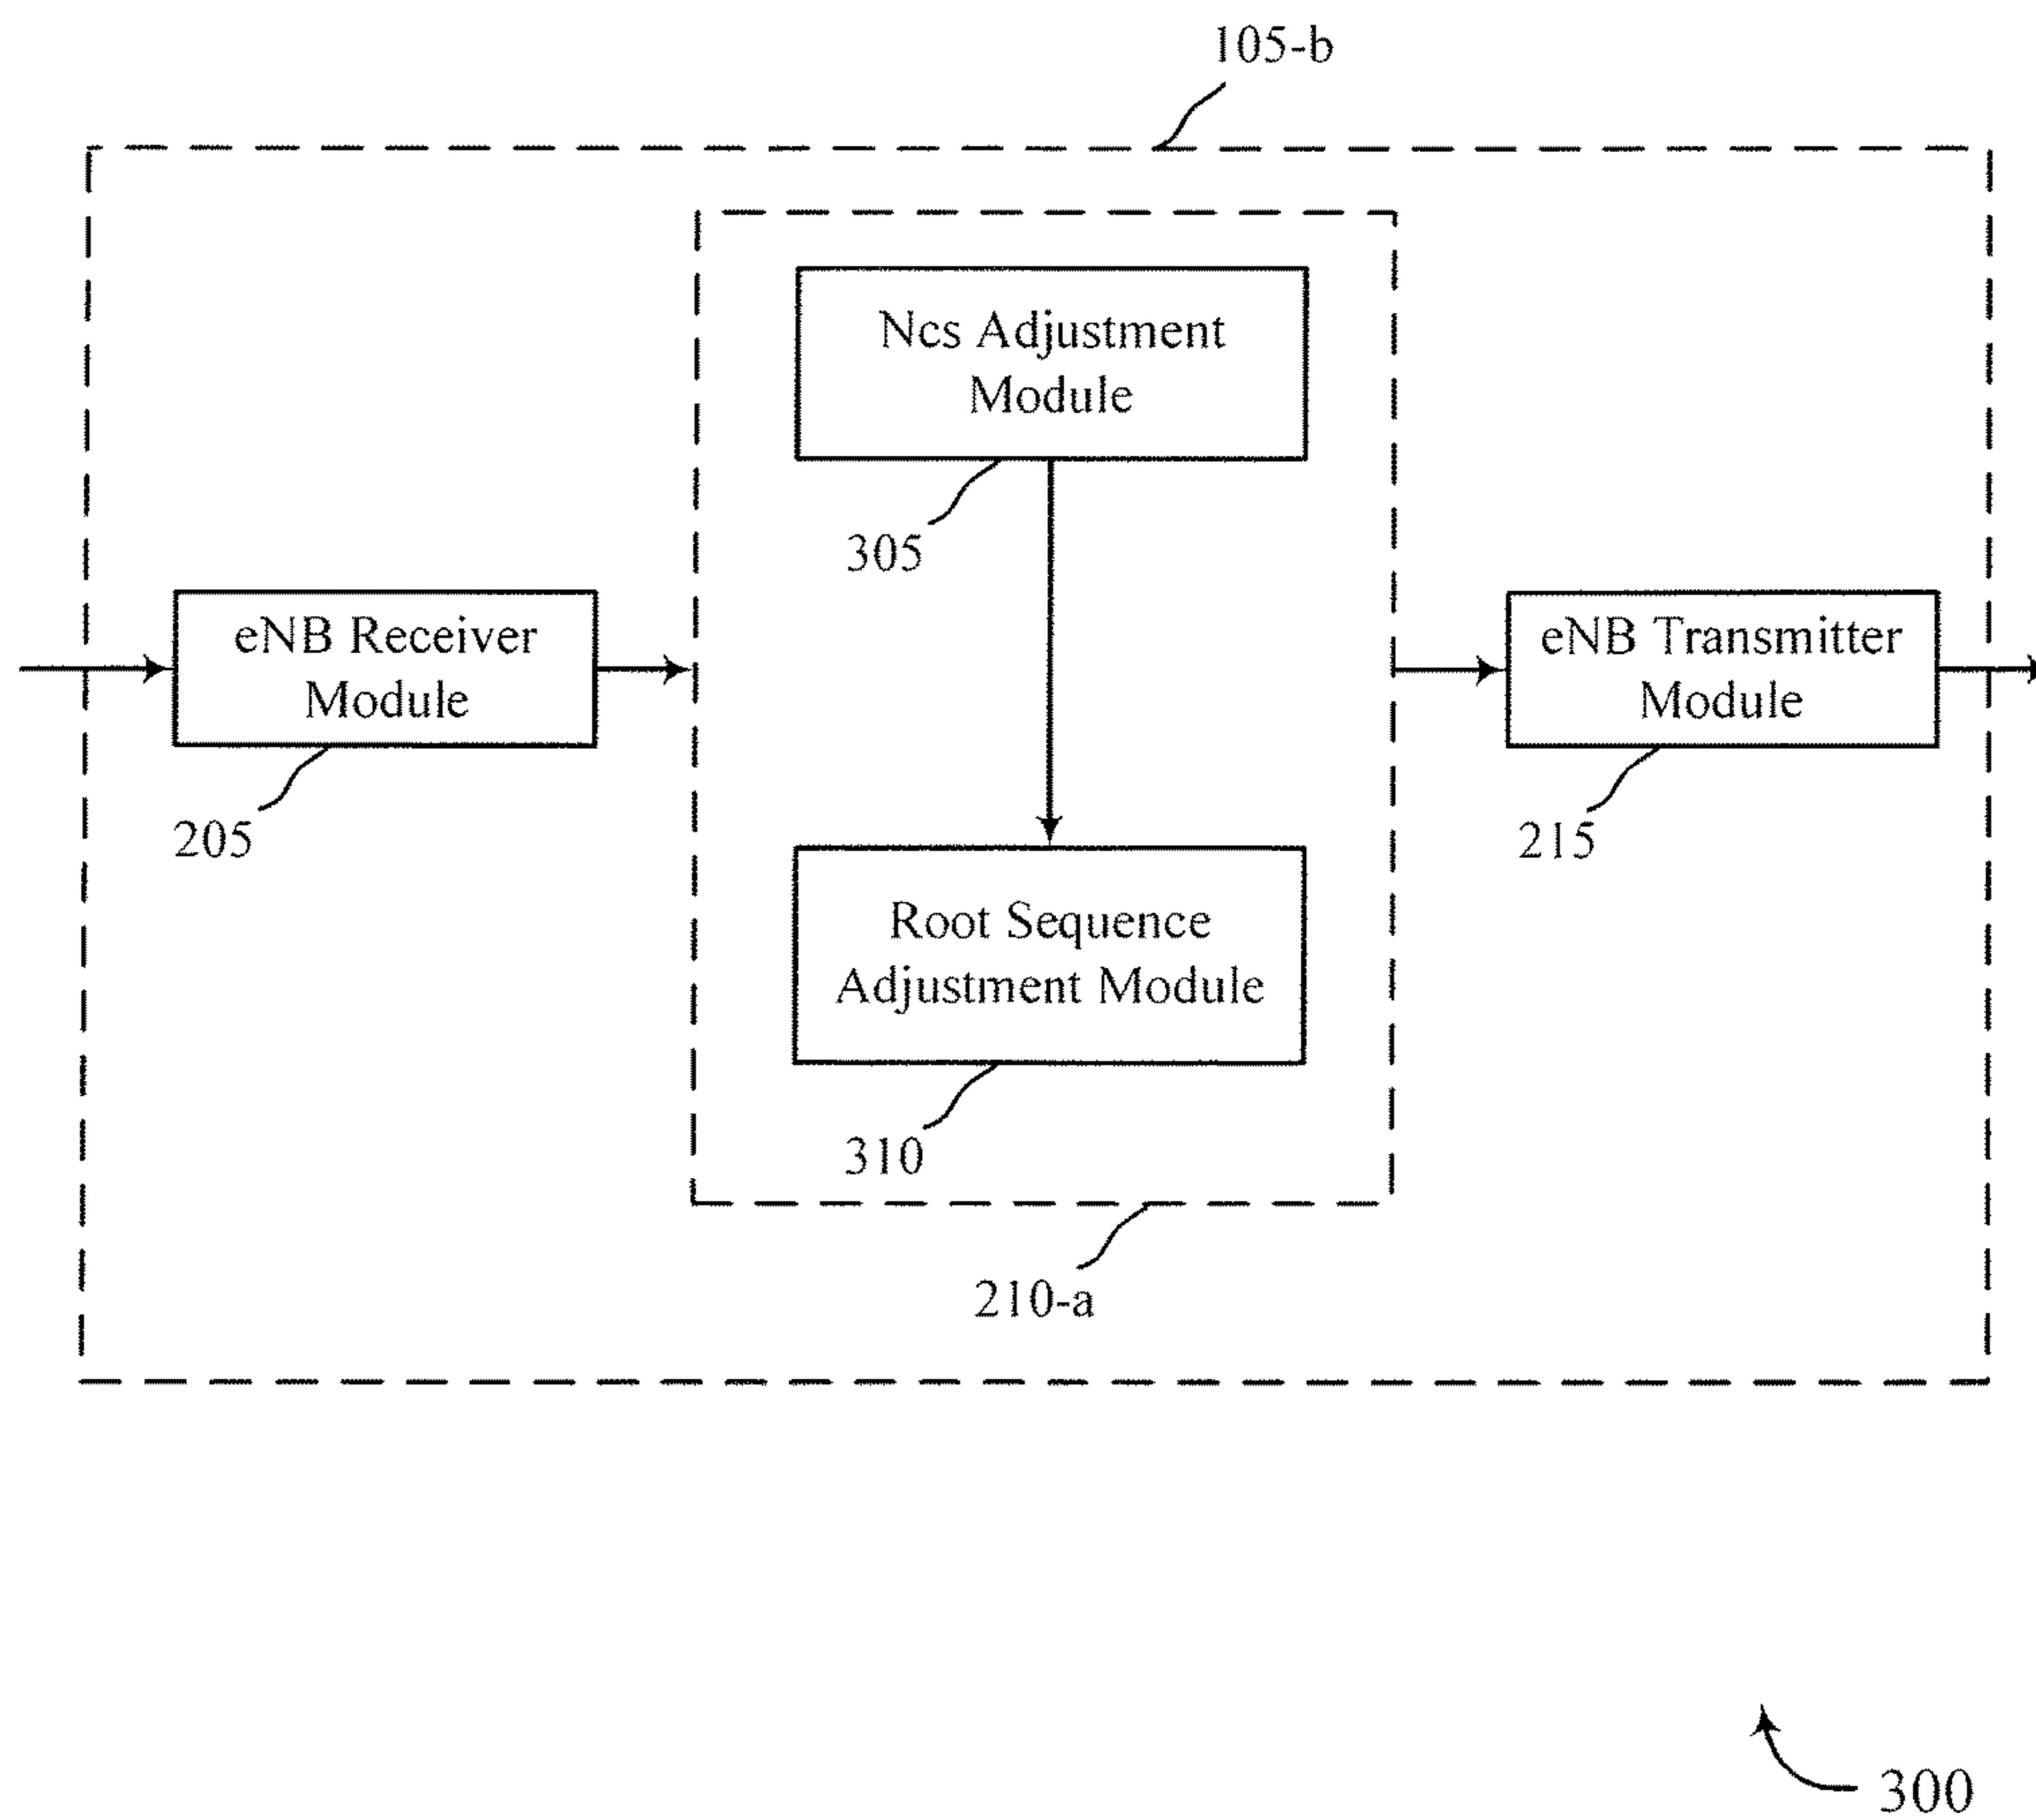 105-b
Ncs Adjustment
Module
305
eNB Receiver
Module
205
eNB Transmitter
Module
215
Root Sequence
Adjustment Module
310
210-a
300